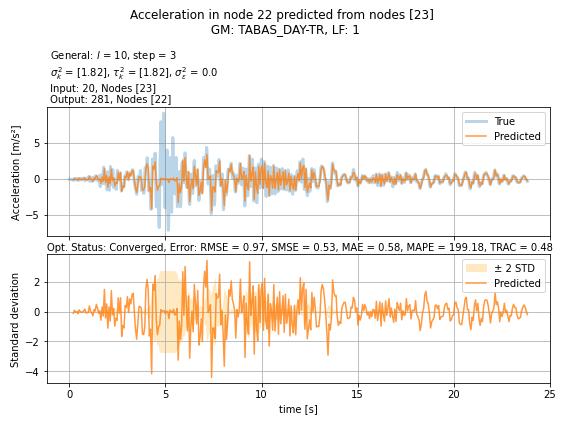 Acceleration in node 22 predicted from nodes [23]
GM: TABAS_DAY-TR, LF: 1
General: l = 10, step = 3
σ²ₖ = [1.82], τ²ₖ = [1.82], σ²ε = 0.0
Input: 20, Nodes [23]
Output: 281, Nodes [22]
Acceleration [m/s²]
5
0
−5
True
Predicted
Opt. Status: Converged, Error: RMSE = 0.97, SMSE = 0.53, MAE = 0.58, MAPE = 199.18, TRAC = 0.48
Standard deviation
2
0
−2
−4
± 2 STD
Predicted
0 5 10 15 20 25
time [s]